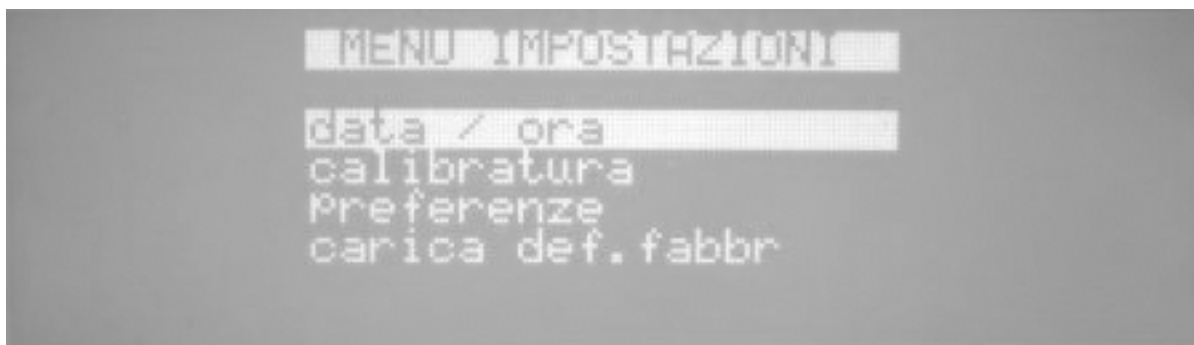 MENU IMPOSTAZIONI
data / ora
calibratura
Preferenze
carica def.fabbr